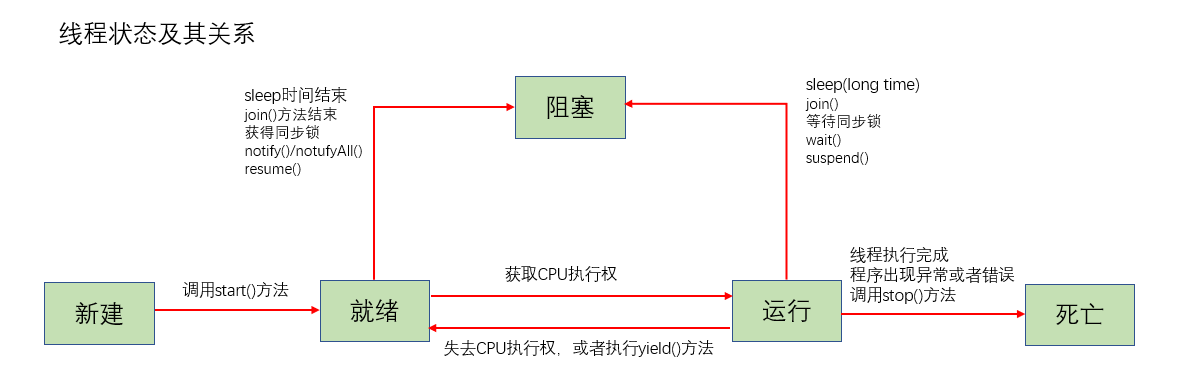 线程状态及其关系
sleep时间结束
join()方法结束
获得同步锁
notify()/notufyAll()
resume()
阻塞
sleep(long time)
join()
等待同步锁
wait()
suspend()
新建
调用start()方法
就绪
获取CPU执行权
失去CPU执行权，或者执行yield()方法
运行
线程执行完成
程序出现异常或者错误
调用stop()方法
死亡